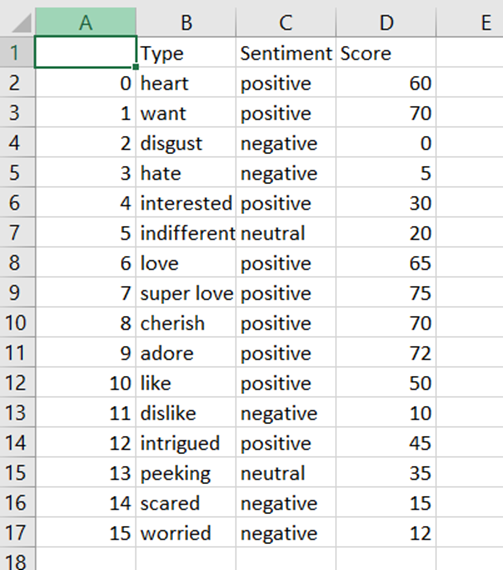 A B C D E
1 Type Sentiment Score
2 0 heart positive 60
3 1 want positive 70
4 2 disgust negative 0
5 3 hate negative 5
6 4 interested positive 30
7 5 indifferent neutral 20
8 6 love positive 65
9 7 super love positive 75
10 8 cherish positive 70
11 9 adore positive 72
12 10 like positive 50
13 11 dislike negative 10
14 12 intrigued positive 45
15 13 peeking neutral 35
16 14 scared negative 15
17 15 worried negative 12
18